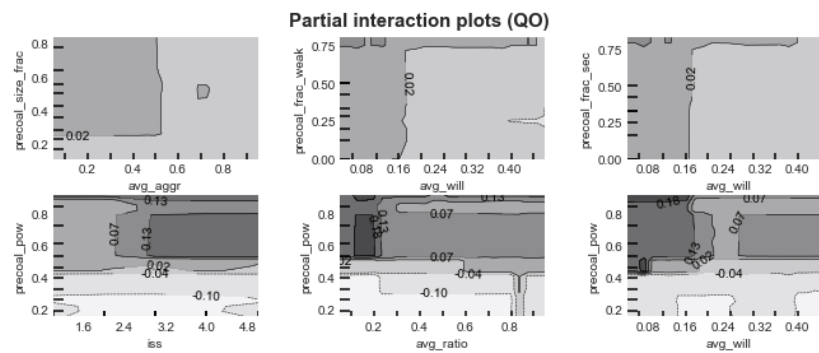 Partial interaction plots (QO)
precoal_size_frac
0.8
0.6
0.4
0.2
0.02
0.2 0.4 0.6 0.8
avg_aggr
precoal_frac_weak
0.75
0.50
0.25
0.00
0.02
0.08 0.16 0.24 0.32 0.40
avg_will
precoal_frac_sec
0.75
0.50
0.25
0.00
0.02
0.08 0.16 0.24 0.32 0.40
avg_will
precoal_pow
0.8
0.6
0.4
0.2
0.13
0.07
0.13
0.02
-0.04
-0.10
1.6 2.4 3.2 4.0 4.8
iss
precoal_pow
0.8
0.6
0.4
0.2
0.13
0.07
0.13
0.18
0.07
-0.04
-0.10
0.2 0.4 0.6 0.8
avg_ratio
precoal_pow
0.8
0.6
0.4
0.2
0.18
0.07
0.07
0.13
0.02
-0.04
0.08 0.16 0.24 0.32 0.40
avg_will